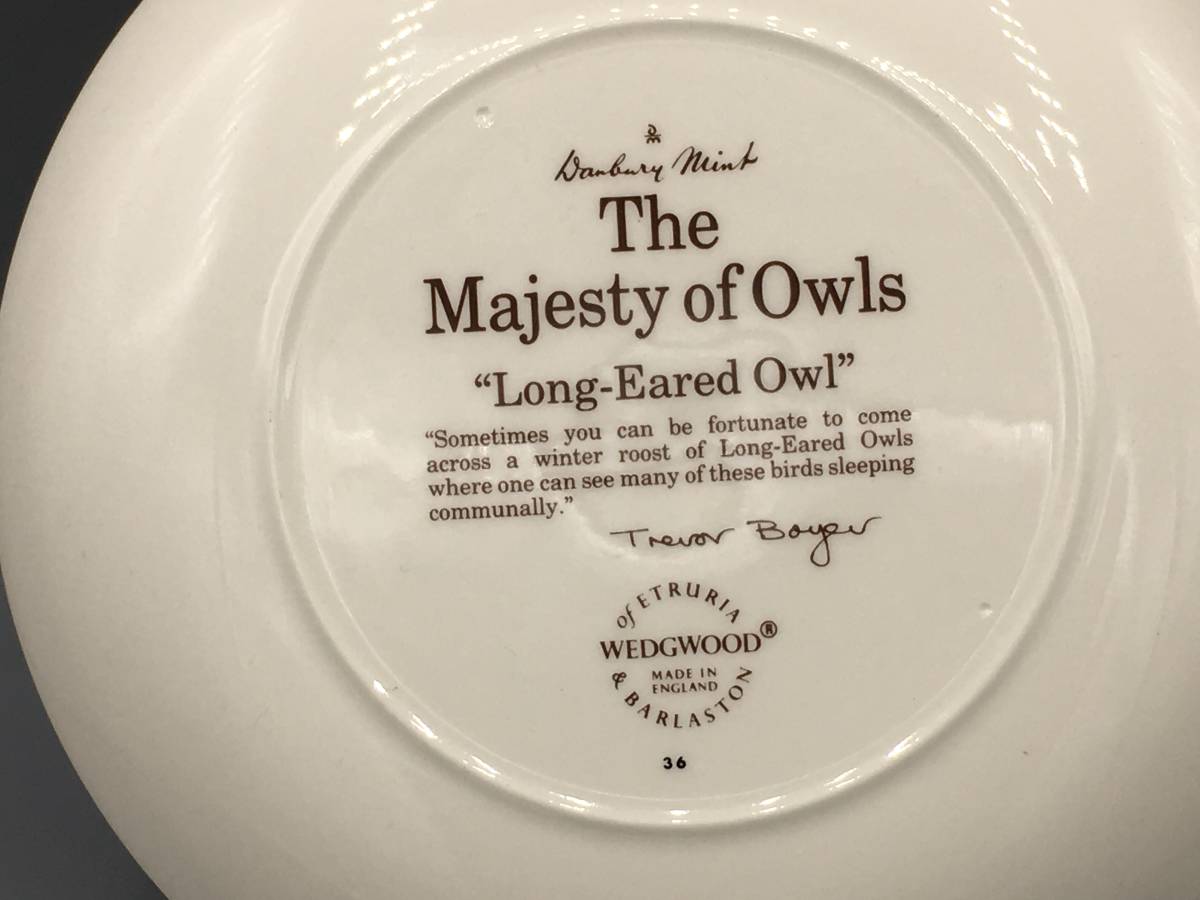 Danbury Mint
The
Majesty of Owls
“Long-Eared Owl”
“Sometimes you can be fortunate to come
across a winter roost of Long-Eared Owls
where one can see many of these birds sleeping
communally.”
Trevor Boyer
of ETRURIA
WEDGWOOD®
MADE IN
ENGLAND
& BARLASTON
36